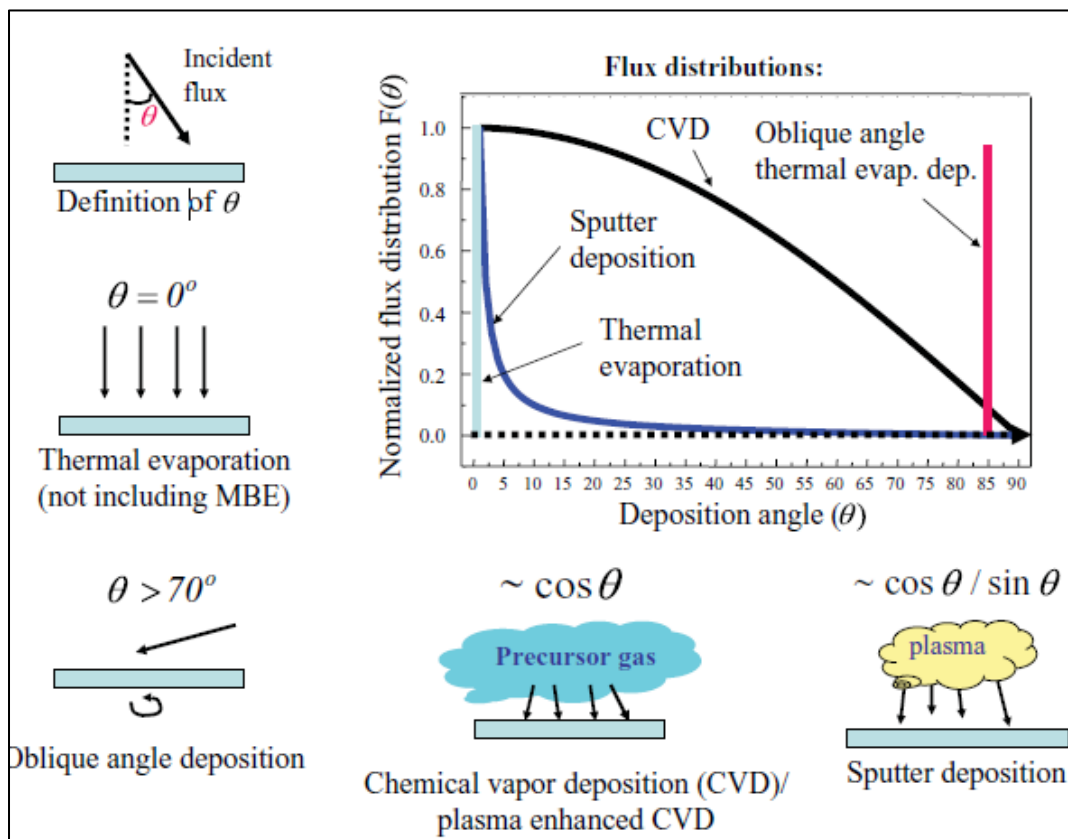 Incident
flux
θ
Definition of θ
θ = 0º
Thermal evaporation
(not including MBE)
θ > 70º
Oblique angle deposition
Flux distributions:
Normalized flux distribution F(θ)
1.0
0.8
0.6
0.4
0.2
0.0
CVD
Oblique angle
thermal evap. dep.
Sputter
deposition
Thermal
evaporation
0 5 10 15 20 25 30 35 40 45 50 55 60 65 70 75 80 85 90
Deposition angle (θ)
~ cos θ
Precursor gas
Chemical vapor deposition (CVD)/
plasma enhanced CVD
~ cos θ / sin θ
plasma
Sputter deposition